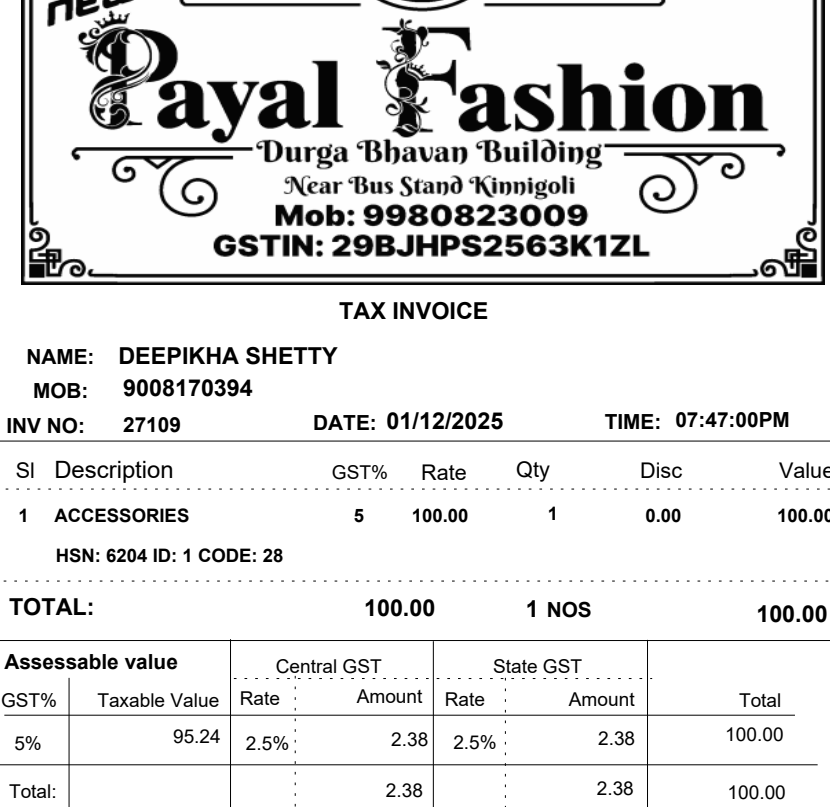 new
Payal Fashion
Durga Bhavan Building
Near Bus Stand Kinnigoli
Mob: 9980823009
GSTIN: 29BJHPS2563K1ZL
TAX INVOICE
NAME: DEEPIKHA SHETTY
MOB: 9008170394
INV NO: 27109 DATE: 01/12/2025 TIME: 07:47:00PM
SI Description GST% Rate Qty Disc Value
1 ACCESSORIES 5 100.00 1 0.00 100.00
HSN: 6204 ID: 1 CODE: 28
TOTAL: 100.00 1 NOS 100.00
Assessable value Central GST State GST
GST% Taxable Value Rate Amount Rate Amount Total
5% 95.24 2.5% 2.38 2.5% 2.38 100.00
Total: 2.38 2.38 100.00